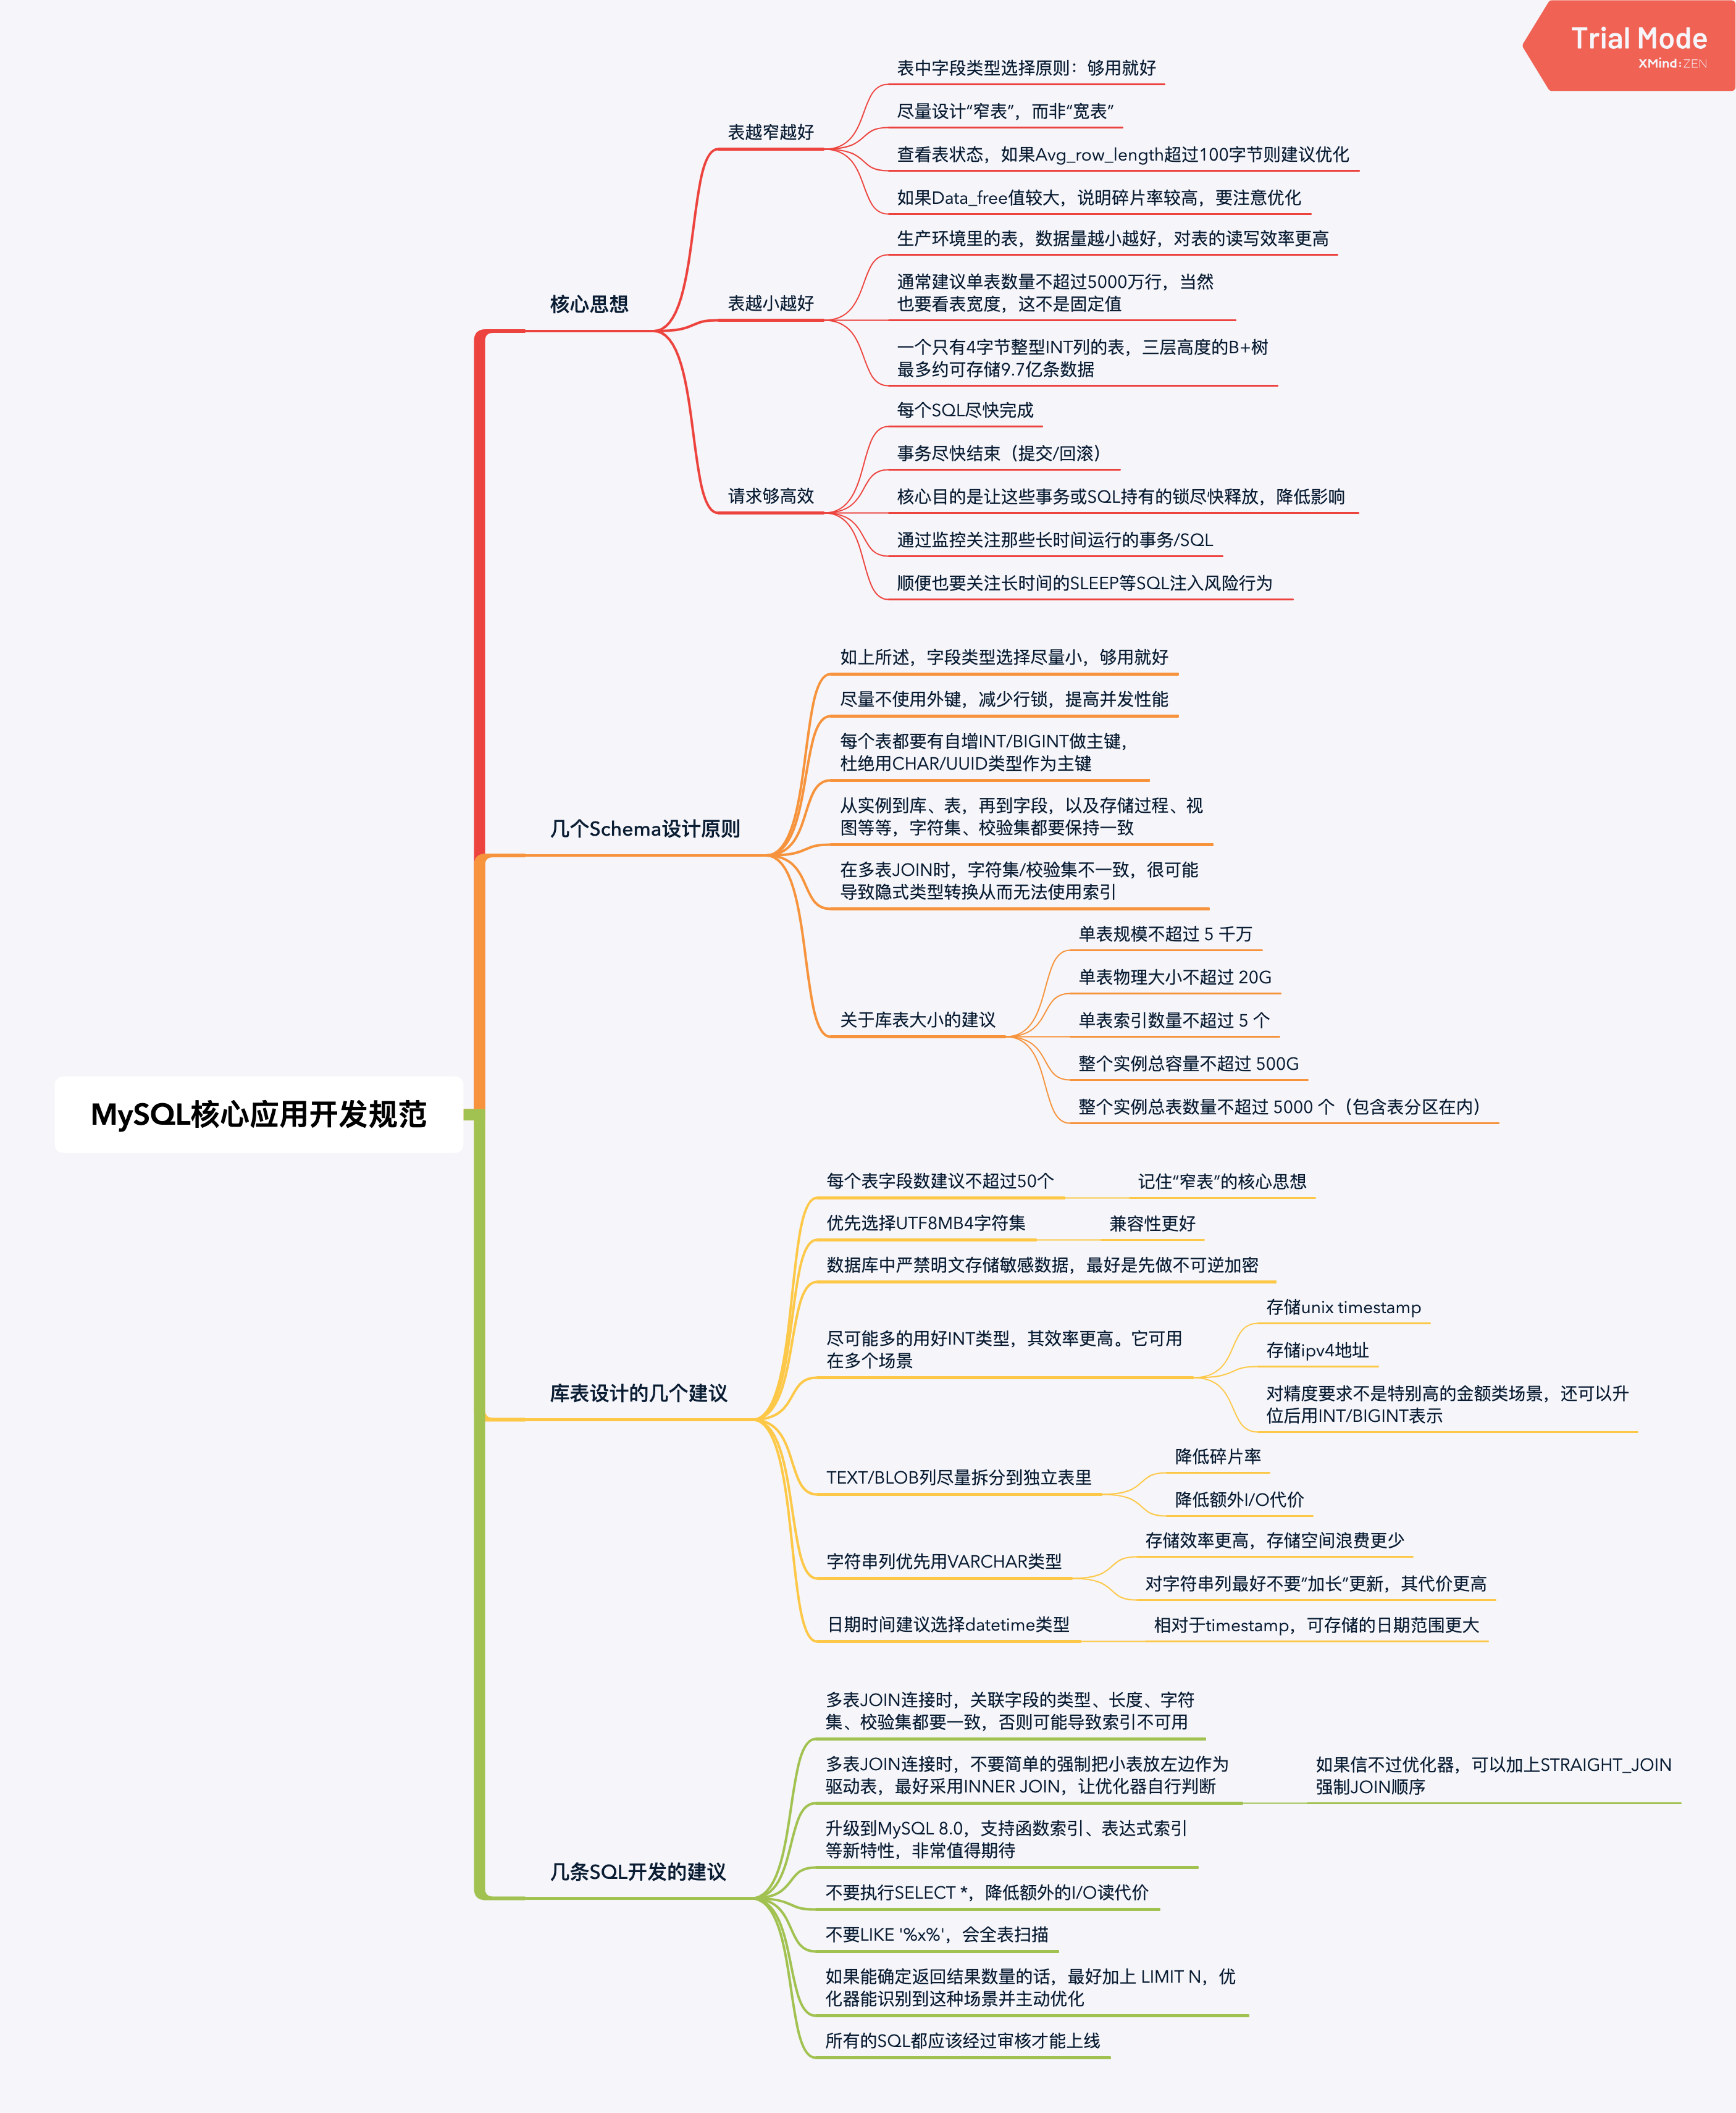 Trial Mode
XMind:ZEN
MySQL核心应用开发规范
核心思想
表越窄越好
表中字段类型选择原则：够用就好
尽量设计“窄表”，而非“宽表”
查看表状态，如果Avg_row_length超过100字节则建议优化
如果Data_free值较大，说明碎片率较高，要注意优化
表越小越好
生产环境里的表，数据量越小越好，对表的读写效率更高
通常建议单表数量不超过5000万行，当然
也要看表宽度，这不是固定值
一个只有4字节整型INT列的表，三层高度的B+树
最多约可存储9.7亿条数据
请求够高效
每个SQL尽快完成
事务尽快结束（提交/回滚）
核心目的是让这些事务或SQL持有的锁尽快释放，降低影响
通过监控关注那些长时间运行的事务/SQL
顺便也要关注长时间的SLEEP等SQL注入风险行为
几个Schema设计原则
如上所述，字段类型选择尽量小，够用就好
尽量不使用外键，减少行锁，提高并发性能
每个表都要有自增INT/BIGINT做主键，
杜绝用CHAR/UUID类型作为主键
从实例到库、表，再到字段，以及存储过程、视
图等等，字符集、校验集都要保持一致
在多表JOIN时，字符集/校验集不一致，很可能
导致隐式类型转换从而无法使用索引
关于库表大小的建议
单表规模不超过 5 千万
单表物理大小不超过 20G
单表索引数量不超过 5 个
整个实例总容量不超过 500G
整个实例总表数量不超过 5000 个（包含表分区在内）
库表设计的几个建议
每个表字段数建议不超过50个
记住“窄表”的核心思想
优先选择UTF8MB4字符集
兼容性更好
数据库中严禁明文存储敏感数据，最好是先做不可逆加密
尽可能多的用好INT类型，其效率更高。它可用
在多个场景
存储unix timestamp
存储ipv4地址
对精度要求不是特别高的金额类场景，还可以升
位后用INT/BIGINT表示
TEXT/BLOB列尽量拆分到独立表里
降低碎片率
降低额外I/O代价
字符串列优先用VARCHAR类型
存储效率更高，存储空间浪费更少
对字符串列最好不要“加长”更新，其代价更高
日期时间建议选择datetime类型
相对于timestamp，可存储的日期范围更大
几条SQL开发的建议
多表JOIN连接时，关联字段的类型、长度、字符
集、校验集都要一致，否则可能导致索引不可用
多表JOIN连接时，不要简单的强制把小表放左边作为
驱动表，最好采用INNER JOIN，让优化器自行判断
如果信不过优化器，可以加上STRAIGHT_JOIN
强制JOIN顺序
升级到MySQL 8.0，支持函数索引、表达式索引
等新特性，非常值得期待
不要执行SELECT *，降低额外的I/O读代价
不要LIKE '%x%'，会全表扫描
如果能确定返回结果数量的话，最好加上 LIMIT N，优
化器能识别到这种场景并主动优化
所有的SQL都应该经过审核才能上线